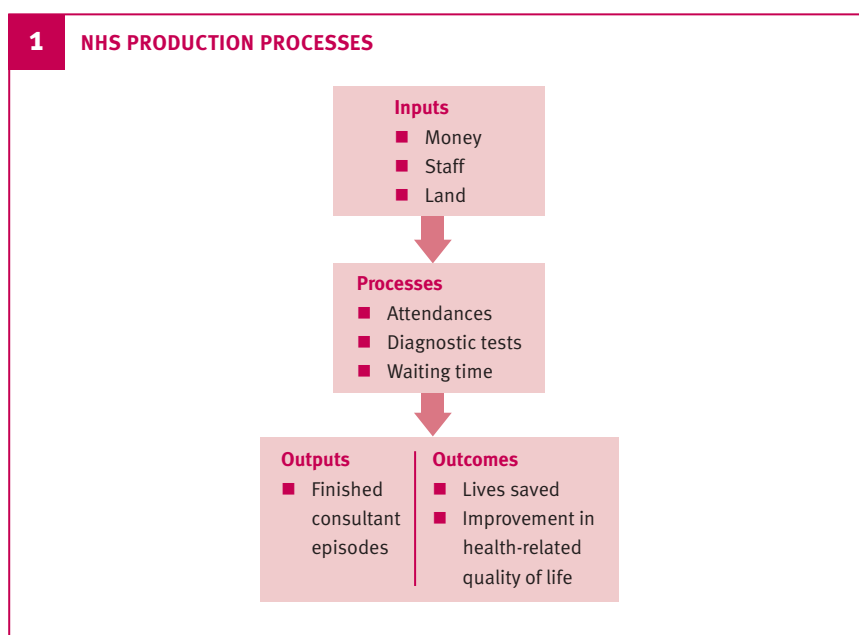 1
NHS PRODUCTION PROCESSES
Inputs
■ Money
■ Staff
■ Land
Processes
■ Attendances
■ Diagnostic tests
■ Waiting time
Outputs
■ Finished
consultant
episodes
Outcomes
■ Lives saved
■ Improvement in
health-related
quality of life